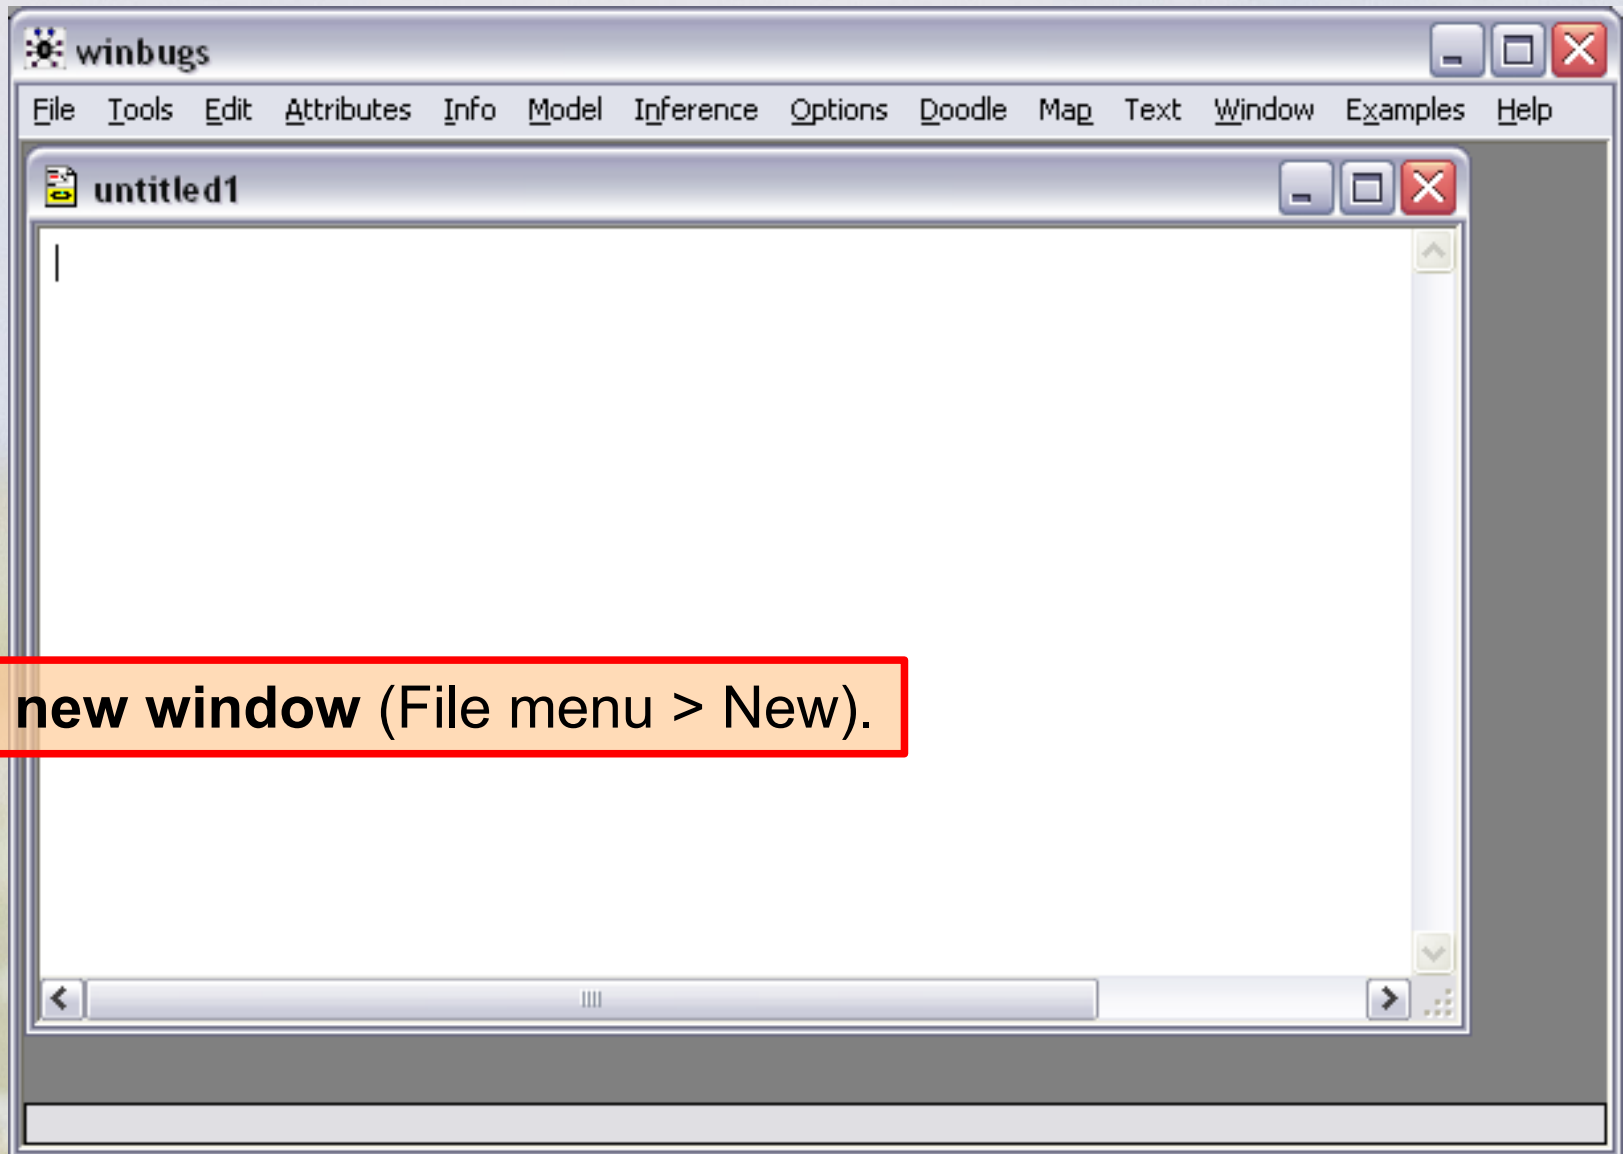 winbugs
File Tools Edit Attributes Info Model Inference Options Doodle Map Text Window Examples Help
untitled1
new window (File menu > New).